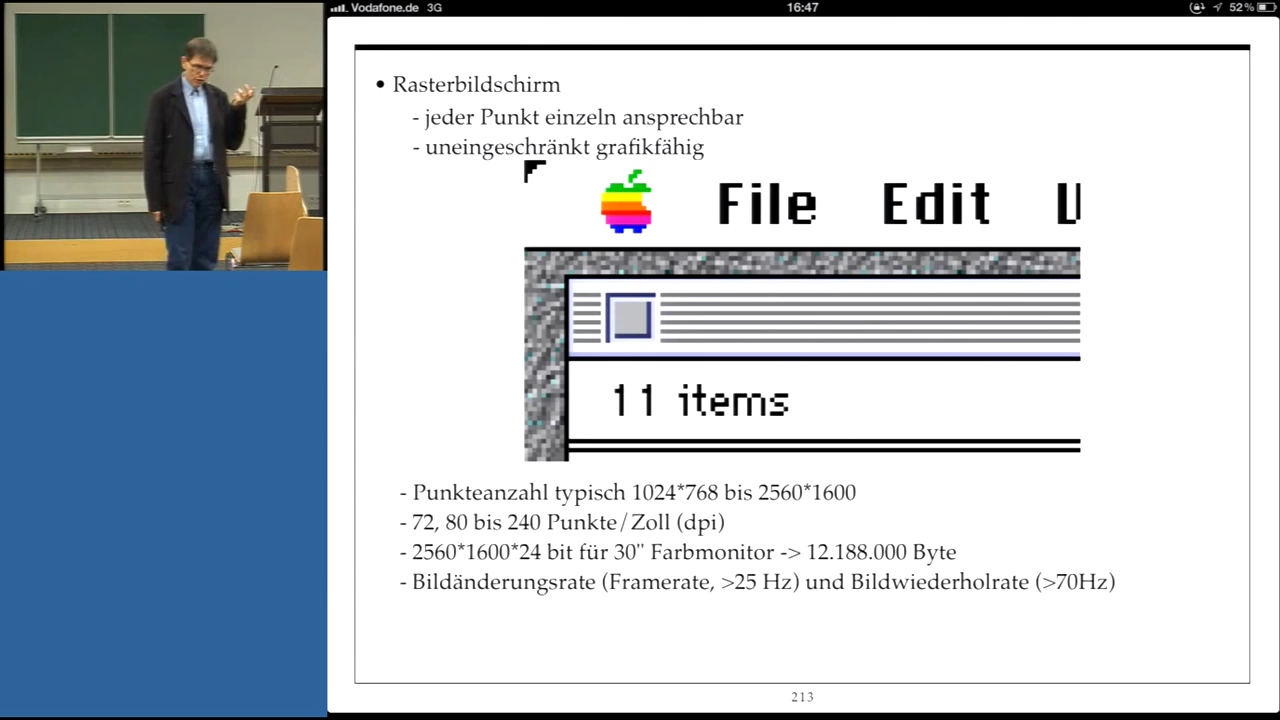 Vodafone.de 3G 16:47 52%
• Rasterbildschirm
- jeder Punkt einzeln ansprechbar
- uneingeschränkt grafikfähig
File Edit
11 items
- Punkteanzahl typisch 1024*768 bis 2560*1600
- 72, 80 bis 240 Punkte/Zoll (dpi)
- 2560*1600*24 bit für 30" Farbmonitor -> 12.188.000 Byte
- Bildänderungsrate (Framerate, >25 Hz) und Bildwiederholrate (>70Hz)
213